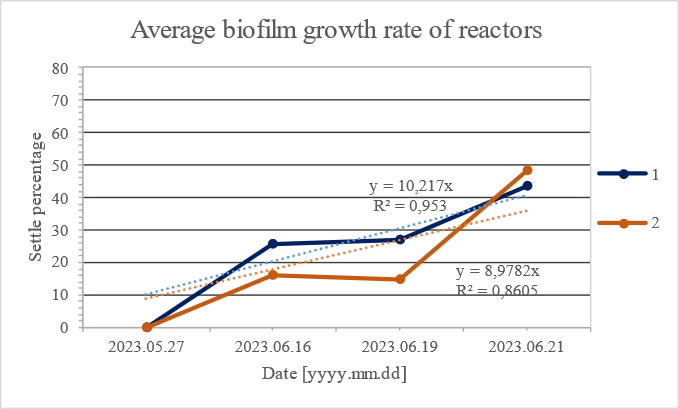 Average biofilm growth rate of reactors
80
70
60
50
40
30
20
10
0
Settle percentage
y = 10,217x
R² = 0,953
y = 8,9782x
R² = 0,8605
1
2
2023.05.27 2023.06.16 2023.06.19 2023.06.21
Date [yyyy.mm.dd]